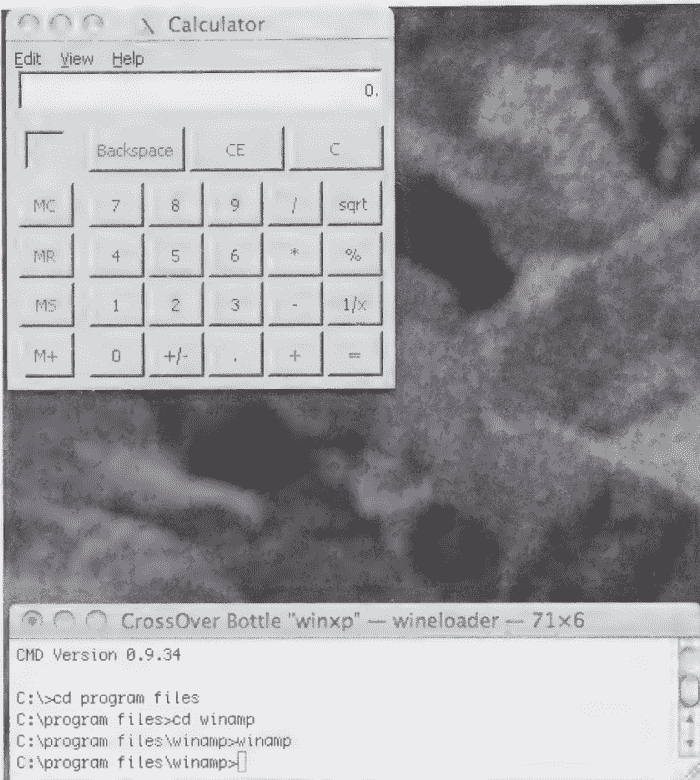 Calculator
Edit View Help
0.
Backspace CE C
MC 7 8 9 / sqrt
MR 4 5 6 * %
MS 1 2 3 - 1/x
M+ 0 +/- . + =
CrossOver Bottle "winxp" — wineloader — 71×6
CMD Version 0.9.34
C:\>cd program files
C:\program files>cd winamp
C:\program files\winamp>winamp
C:\program files\winamp>